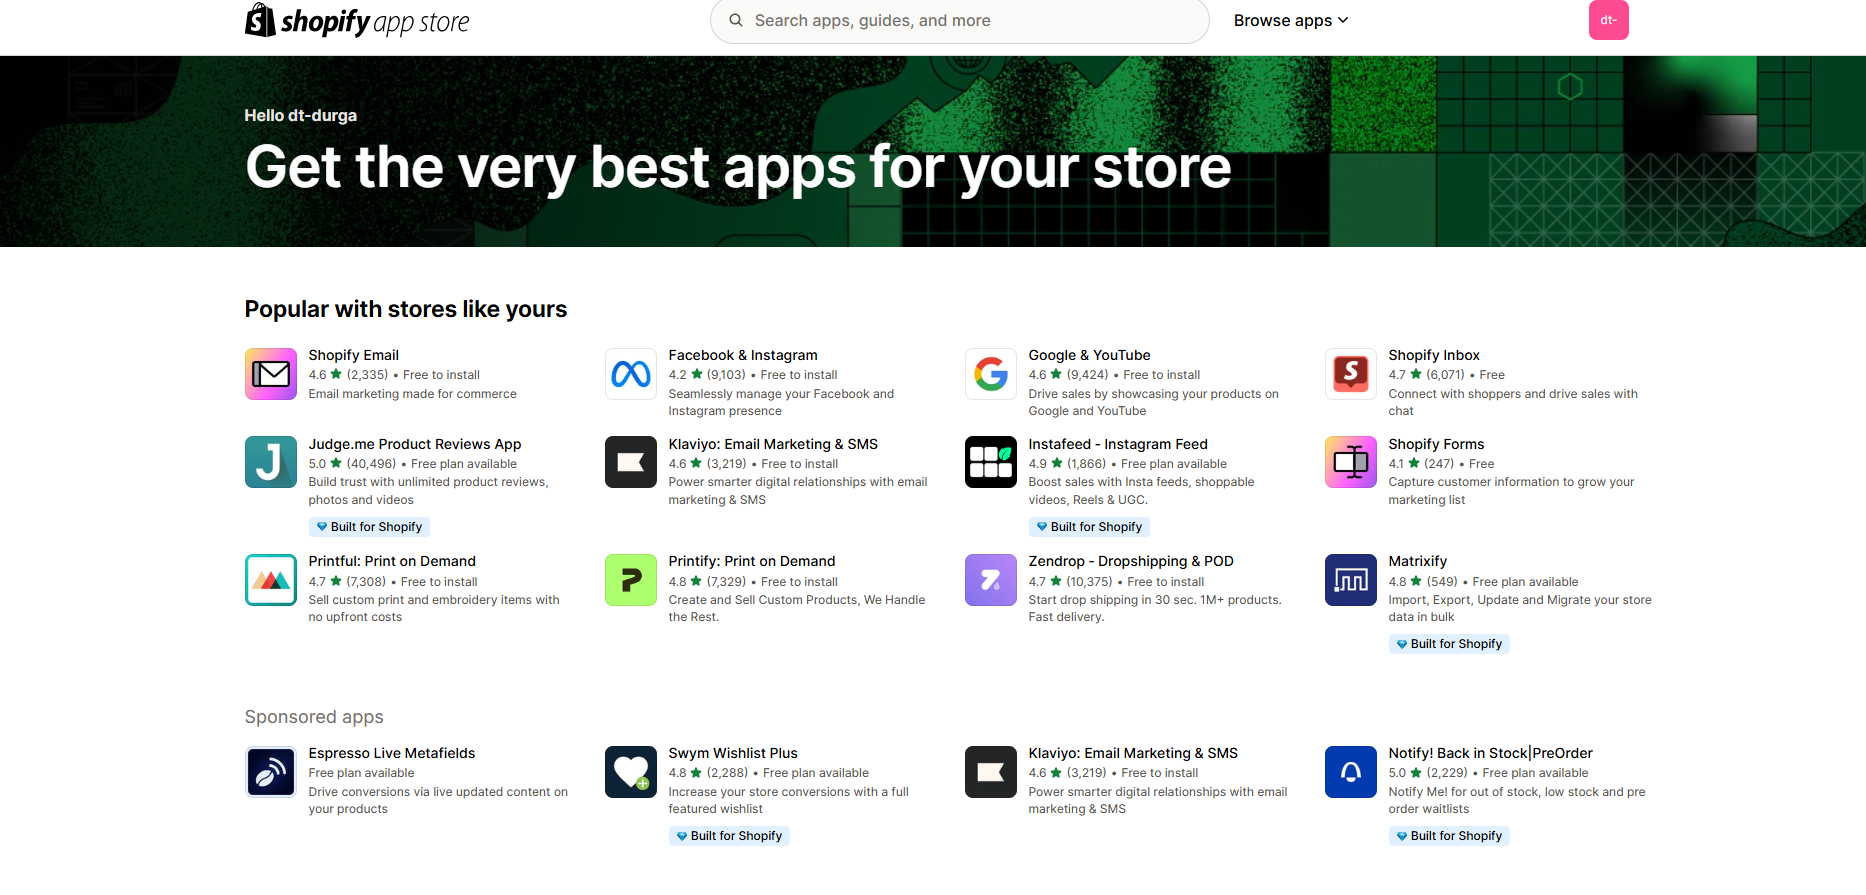 shopify app store
Search apps, guides, and more
Browse apps
dt-
Hello dt-durga
Get the very best apps for your store
Popular with stores like yours
Shopify Email
4.6 ★ (2,335) • Free to install
Email marketing made for commerce
Facebook & Instagram
4.2 ★ (9,103) • Free to install
Seamlessly manage your Facebook and
Instagram presence
Google & YouTube
4.6 ★ (9,424) • Free to install
Drive sales by showcasing your products on
Google and YouTube
Shopify Inbox
4.7 ★ (6,071) • Free
Connect with shoppers and drive sales with
chat
Judge.me Product Reviews App
5.0 ★ (40,496) • Free plan available
Build trust with unlimited product reviews,
photos and videos
Built for Shopify
Klaviyo: Email Marketing & SMS
4.6 ★ (3,219) • Free to install
Power smarter digital relationships with email
marketing & SMS
Instafeed - Instagram Feed
4.9 ★ (1,866) • Free plan available
Boost sales with Insta feeds, shoppable
videos, Reels & UGC.
Built for Shopify
Shopify Forms
4.1 ★ (247) • Free
Capture customer information to grow your
marketing list
Printful: Print on Demand
4.7 ★ (7,308) • Free to install
Sell custom print and embroidery items with
no upfront costs
Printify: Print on Demand
4.8 ★ (7,329) • Free to install
Create and Sell Custom Products, We Handle
the Rest.
Zendrop - Dropshipping & POD
4.7 ★ (10,375) • Free to install
Start drop shipping in 30 sec. 1M+ products.
Fast delivery.
Matrixify
4.8 ★ (549) • Free plan available
Import, Export, Update and Migrate your store
data in bulk
Built for Shopify
Sponsored apps
Espresso Live Metafields
Free plan available
Drive conversions via live updated content on
your products
Swym Wishlist Plus
4.8 ★ (2,288) • Free plan available
Increase your store conversions with a full
featured wishlist
Built for Shopify
Klaviyo: Email Marketing & SMS
4.6 ★ (3,219) • Free to install
Power smarter digital relationships with email
marketing & SMS
Notify! Back in Stock|PreOrder
5.0 ★ (2,229) • Free plan available
Notify Me! for out of stock, low stock and pre
order waitlists
Built for Shopify